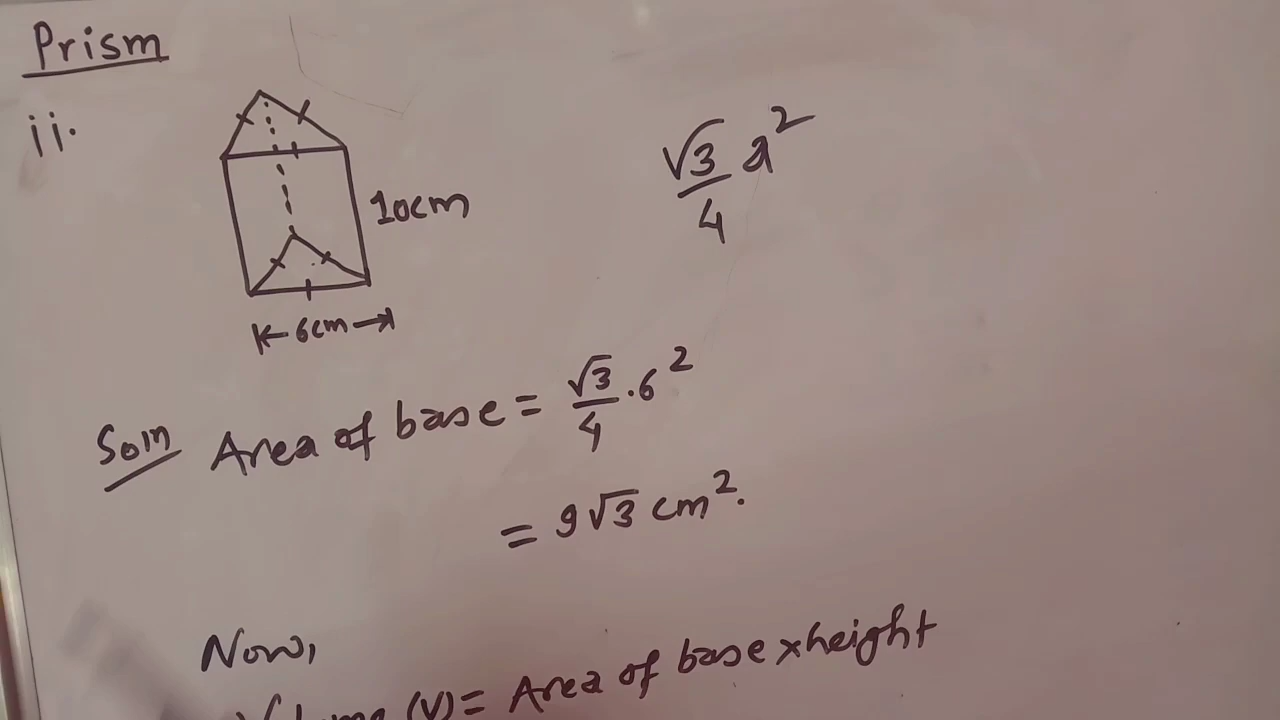 Prism
ii.
10cm
6cm
√3/4 a²
Soln Area of base = √3/4 . 6²
= 9√3 cm².
Now,
Volume (V) = Area of base x height